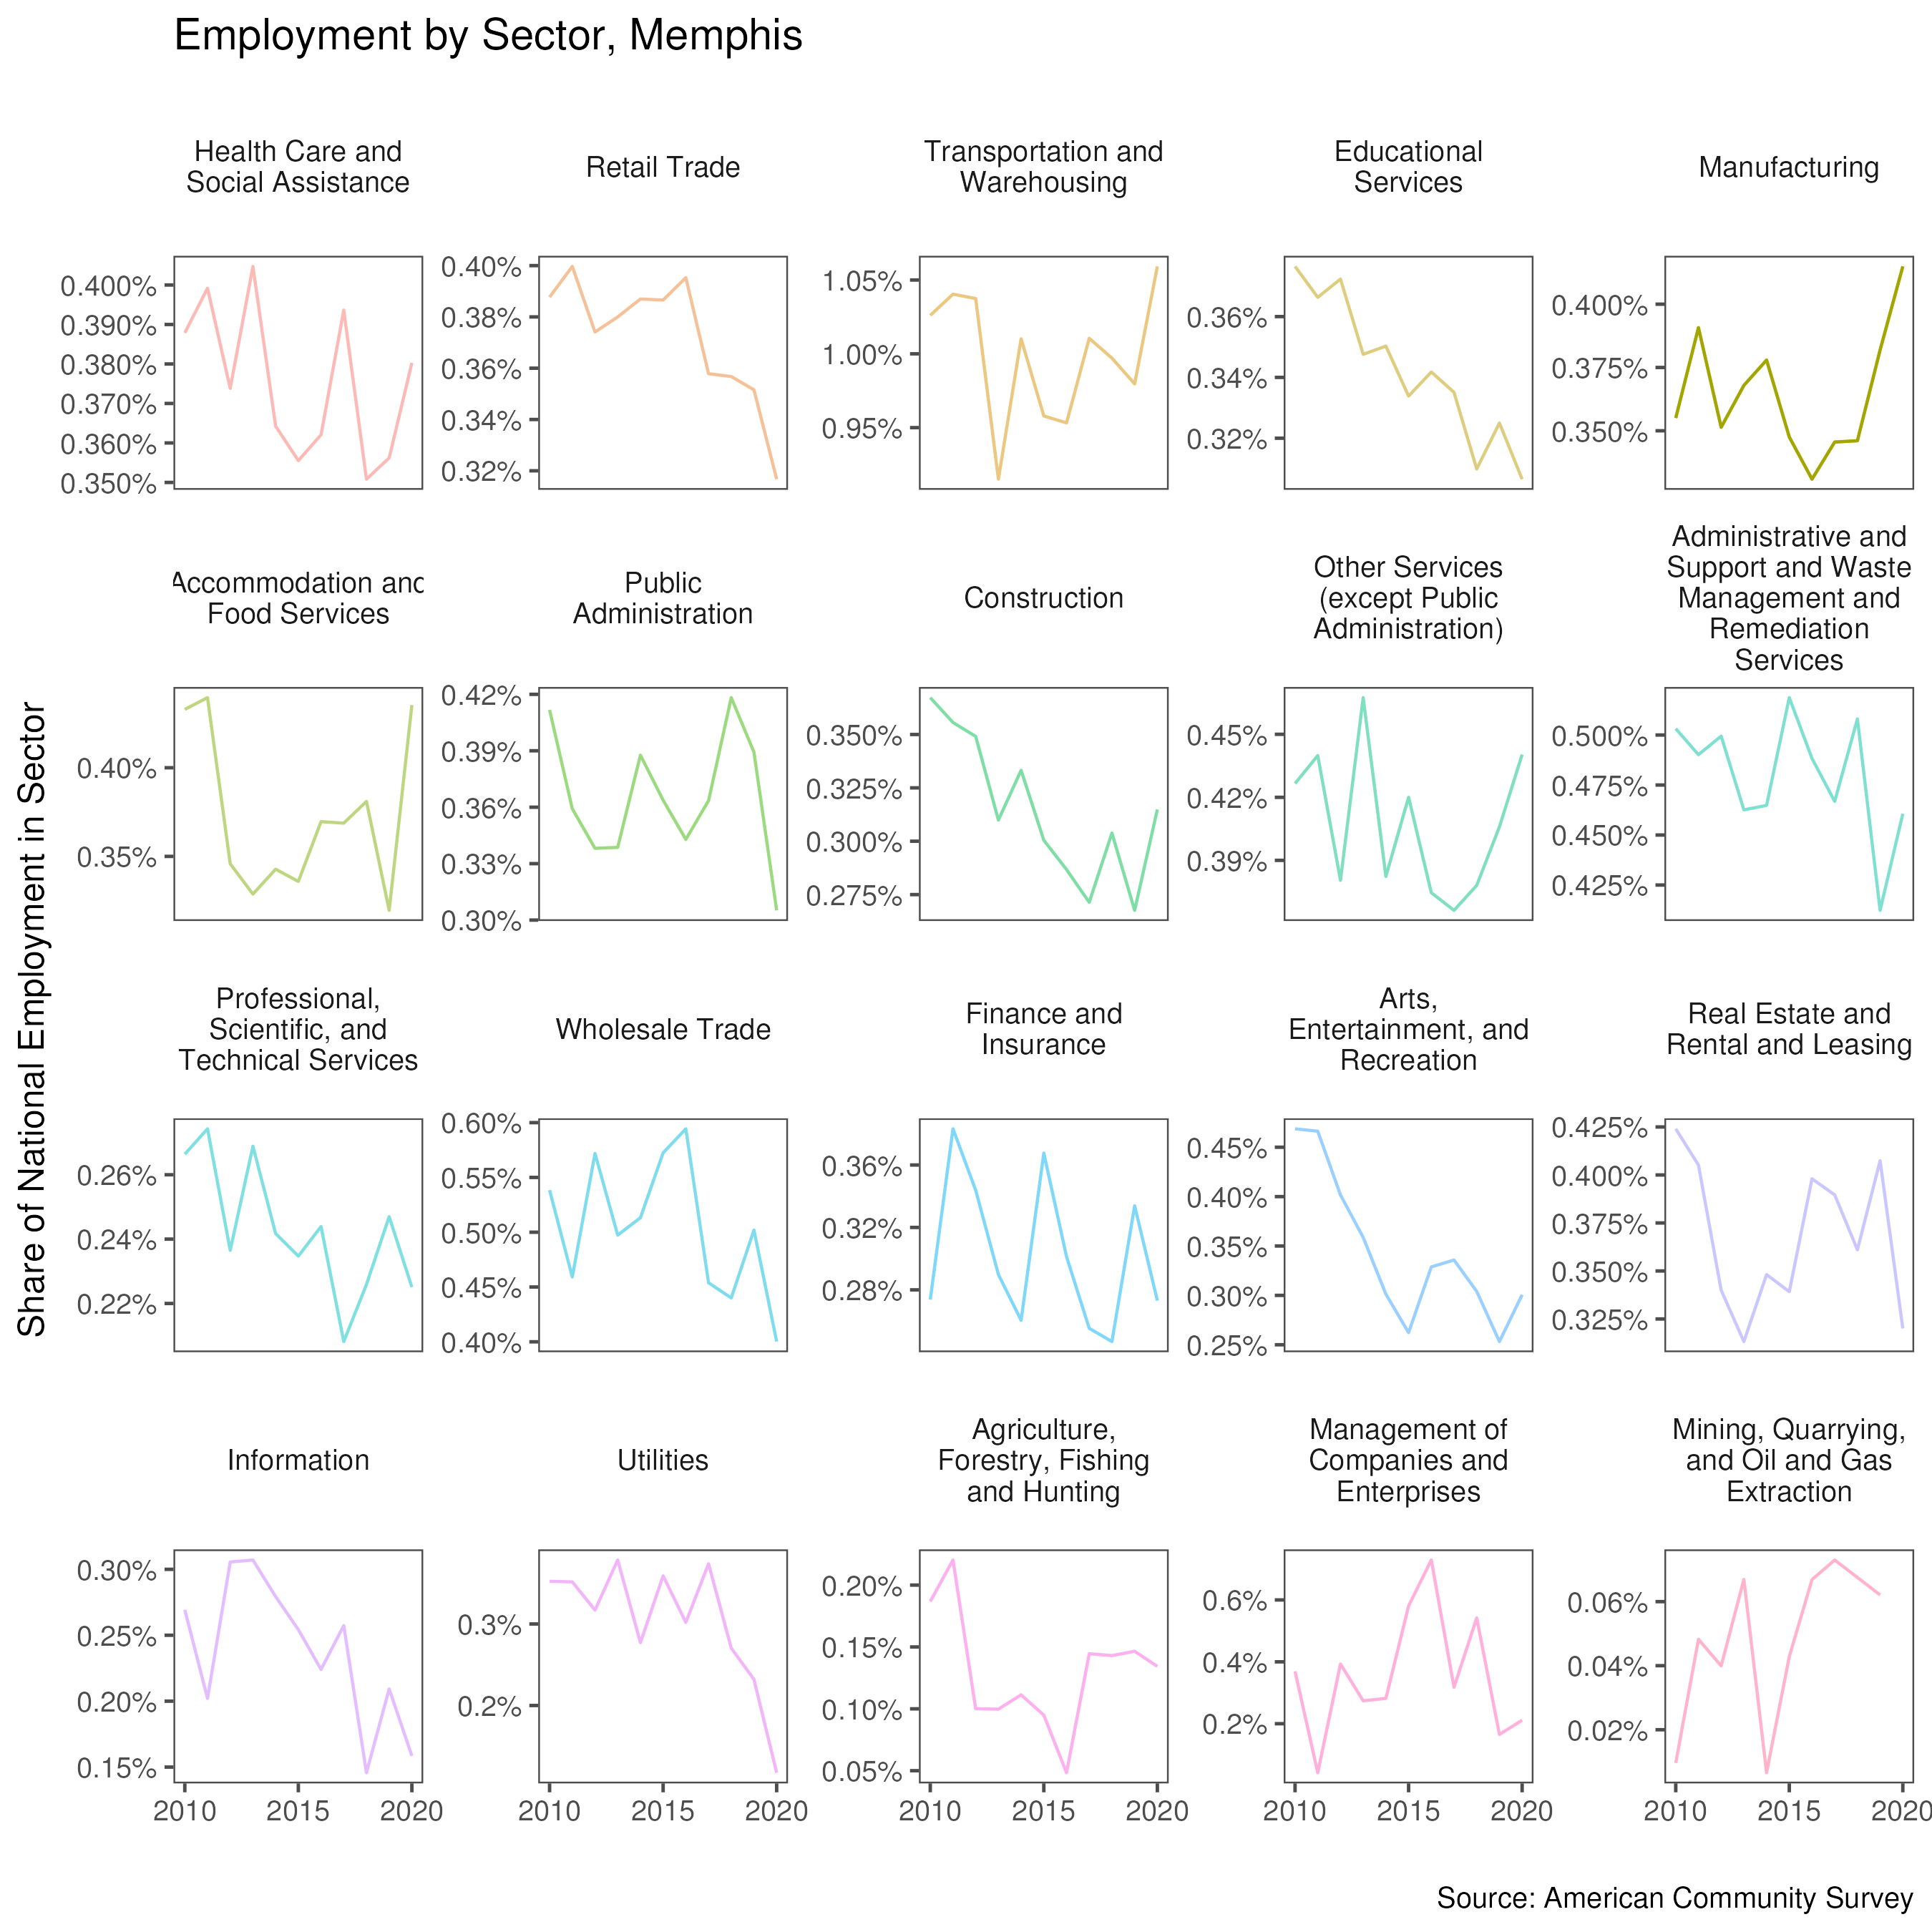 Employment by Sector, Memphis
Share of National Employment in Sector
Health Care and
Social Assistance
0.400%
0.390%
0.380%
0.370%
0.360%
0.350%
Retail Trade
0.40%
0.38%
0.36%
0.34%
0.32%
Transportation and
Warehousing
1.05%
1.00%
0.95%
Educational
Services
0.36%
0.34%
0.32%
Manufacturing
0.400%
0.375%
0.350%
Accommodation and
Food Services
0.40%
0.35%
Public
Administration
0.42%
0.39%
0.36%
0.33%
0.30%
Construction
0.350%
0.325%
0.300%
0.275%
Other Services
(except Public
Administration)
0.45%
0.42%
0.39%
Administrative and
Support and Waste
Management and
Remediation
Services
0.500%
0.475%
0.450%
0.425%
Professional,
Scientific, and
Technical Services
0.26%
0.24%
0.22%
Wholesale Trade
0.60%
0.55%
0.50%
0.45%
0.40%
Finance and
Insurance
0.36%
0.32%
0.28%
Arts,
Entertainment, and
Recreation
0.45%
0.40%
0.35%
0.30%
0.25%
Real Estate and
Rental and Leasing
0.425%
0.400%
0.375%
0.350%
0.325%
Information
0.30%
0.25%
0.20%
0.15%
2010 2015 2020
Utilities
0.3%
0.2%
2010 2015 2020
Agriculture,
Forestry, Fishing
and Hunting
0.20%
0.15%
0.10%
0.05%
2010 2015 2020
Management of
Companies and
Enterprises
0.6%
0.4%
0.2%
2010 2015 2020
Mining, Quarrying,
and Oil and Gas
Extraction
0.06%
0.04%
0.02%
2010 2015 2020
Source: American Community Survey